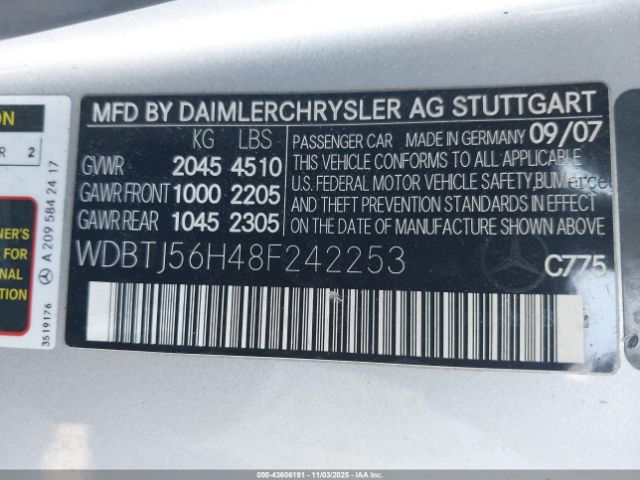 MFD BY DAIMLERCHRYSLER AG STUTTGART
KG LBS
GVWR 2045 4510
GAWR FRONT 1000 2205
GAWR REAR 1045 2305
PASSENGER CAR MADE IN GERMANY 09/07
THIS VEHICLE CONFORMS TO ALL APPLICABLE
U.S. FEDERAL MOTOR VEHICLE SAFETY, BUMPER
AND THEFT PREVENTION STANDARDS IN EFFECT
ON THE DATE OF MANUFACTURE SHOWN ABOVE
WDBTJ56H48F242253
C775
ON
R 2
S
FOR
NAL
TION
3519176 A 209 584 24 17
000-43606191 - 11/03/2025 - IAAI.com